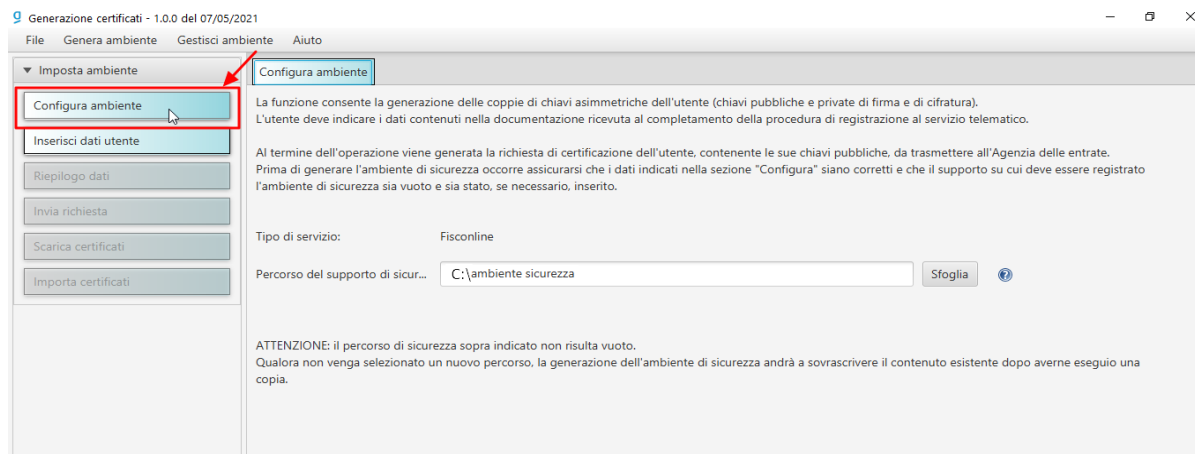 Generazione certificati - 1.0.0 del 07/05/2021
File Genera ambiente Gestisci ambiente Aiuto
Imposta ambiente
Configura ambiente
Inserisci dati utente
Riepilogo dati
Invia richiesta
Scarica certificati
Importa certificati
Configura ambiente
La funzione consente la generazione delle coppie di chiavi asimmetriche dell'utente (chiavi pubbliche e private di firma e di cifratura).
L'utente deve indicare i dati contenuti nella documentazione ricevuta al completamento della procedura di registrazione al servizio telematico.
Al termine dell'operazione viene generata la richiesta di certificazione dell'utente, contenente le sue chiavi pubbliche, da trasmettere all'Agenzia delle entrate.
Prima di generare l'ambiente di sicurezza occorre assicurarsi che i dati indicati nella sezione "Configura" siano corretti e che il supporto su cui deve essere registrato
l'ambiente di sicurezza sia vuoto e sia stato, se necessario, inserito.
Tipo di servizio: Fisconline
Percorso del supporto di sicur... C:\ambiente sicurezza Sfoglia ?
ATTENZIONE: il percorso di sicurezza sopra indicato non risulta vuoto.
Qualora non venga selezionato un nuovo percorso, la generazione dell'ambiente di sicurezza andrà a sovrascrivere il contenuto esistente dopo averne eseguio una
copia.